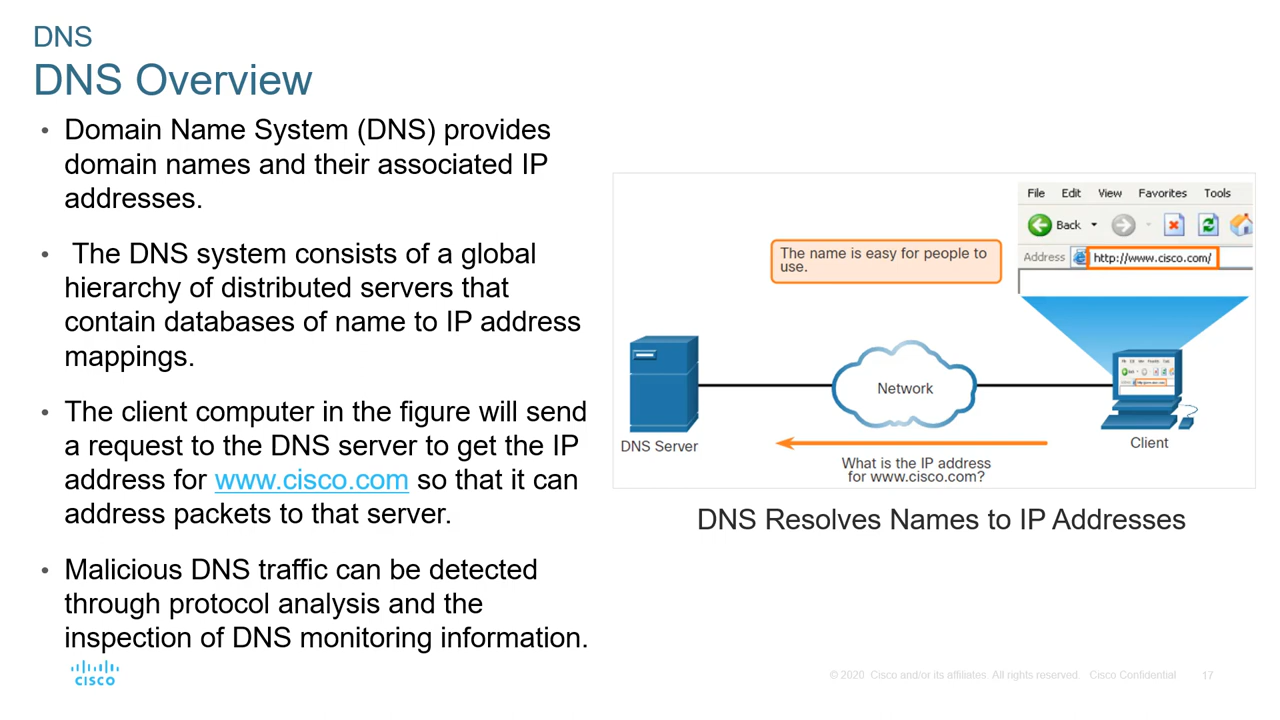 DNS
DNS Overview
• Domain Name System (DNS) provides
domain names and their associated IP
addresses.
• The DNS system consists of a global
hierarchy of distributed servers that
contain databases of name to IP address
mappings.
• The client computer in the figure will send
a request to the DNS server to get the IP
address for www.cisco.com so that it can
address packets to that server.
• Malicious DNS traffic can be detected
through protocol analysis and the
inspection of DNS monitoring information.
File Edit View Favorites Tools
Back
Address http://www.cisco.com/
The name is easy for people to
use.
Network
DNS Server
Client
What is the IP address
for www.cisco.com?
DNS Resolves Names to IP Addresses
CISCO
© 2020 Cisco and/or its affiliates. All rights reserved. Cisco Confidential
17